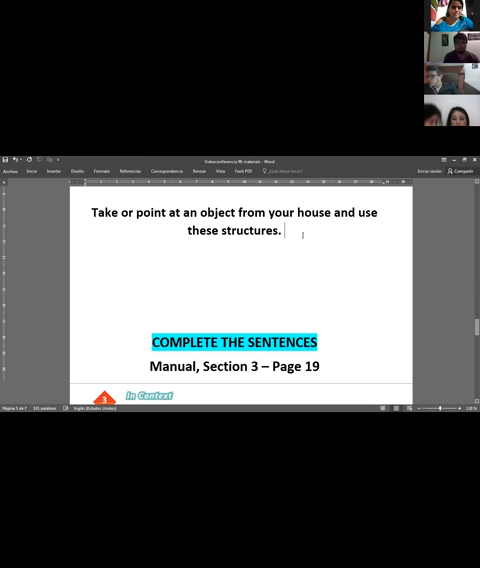 Videoconferencia R5 materials - Word
Archivo Inicio Insertar Diseño Formato Referencias Correspondencia Revisar Vista Foxit PDF ¿Qué desea hacer? Iniciar sesión Compartir
Take or point at an object from your house and use
these structures.
COMPLETE THE SENTENCES
Manual, Section 3 – Page 19
3 In Context
Página 5 de 7 Inglés (Estados Unidos)